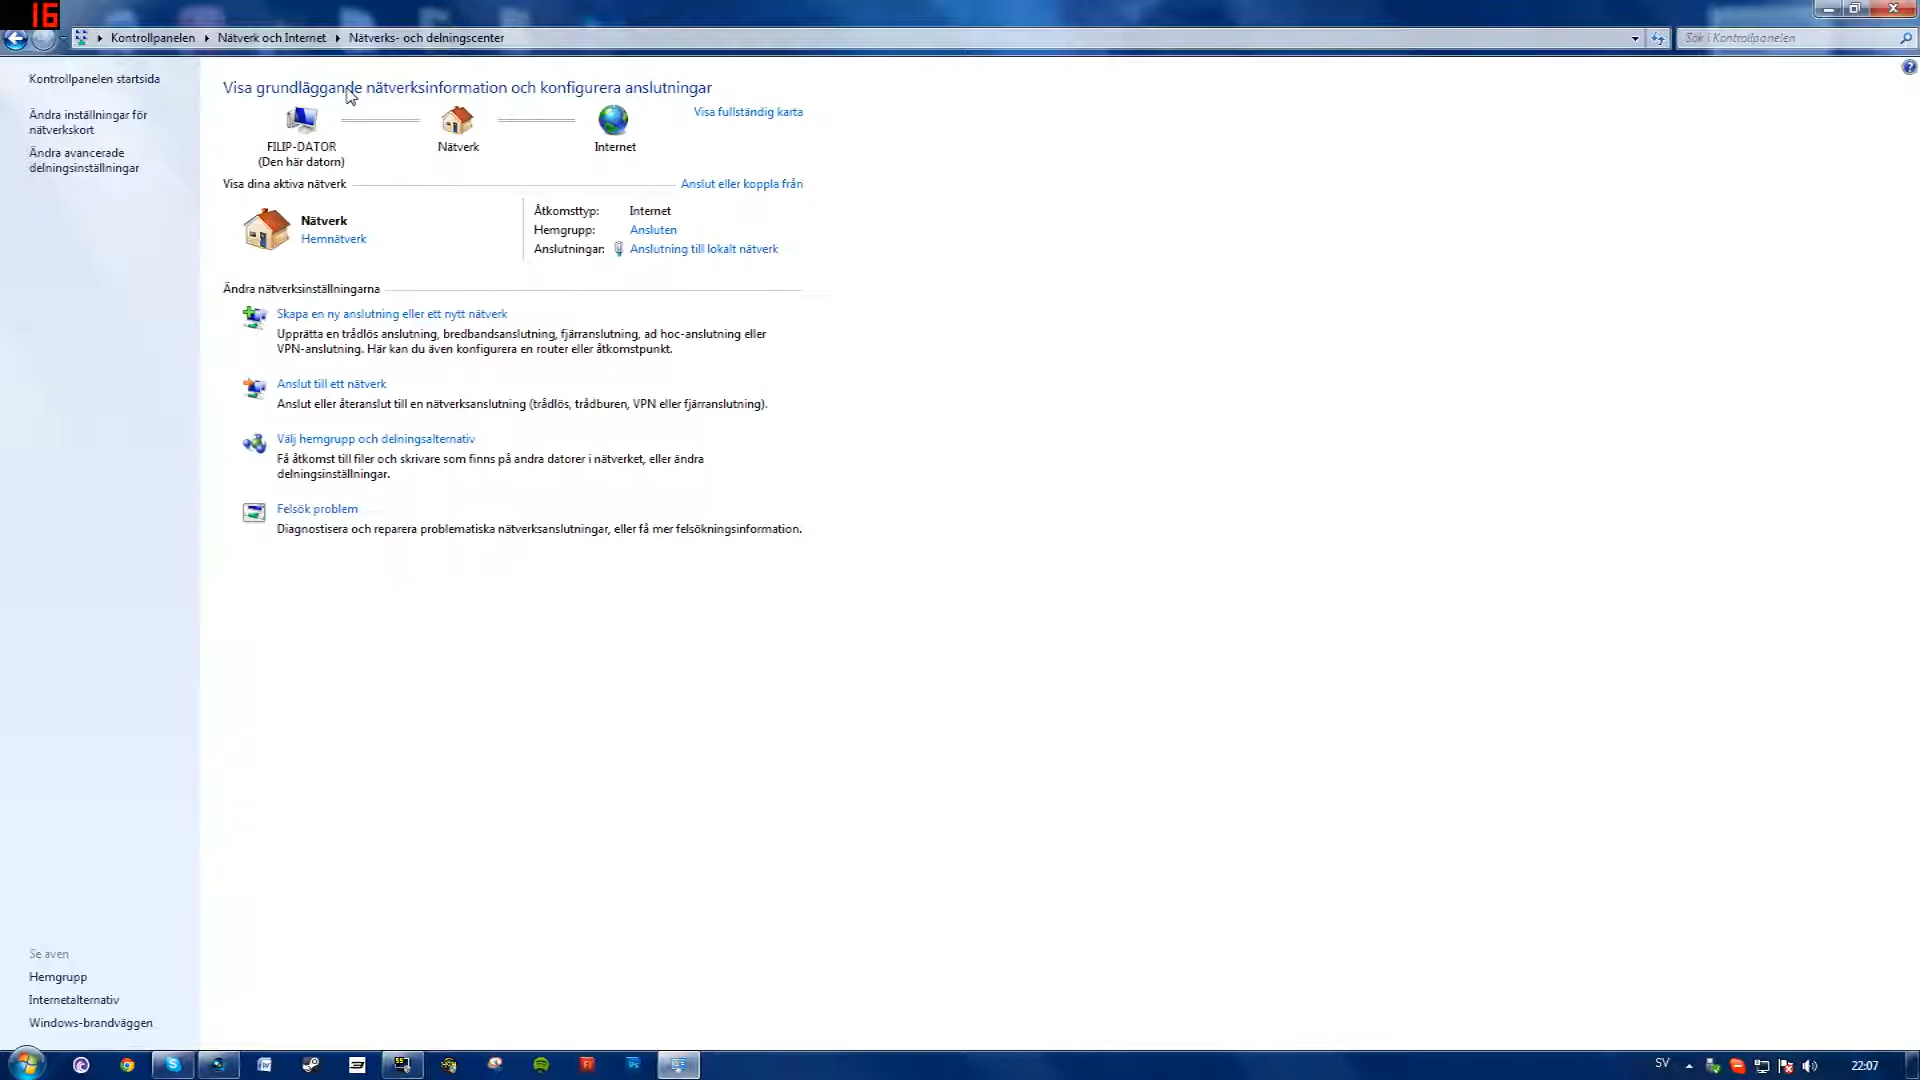 16
Kontrollpanelen Nätverk och Internet Nätverks- och delningscenter
Sök i Kontrollpanelen
Kontrollpanelen startsida
Ändra inställningar för
nätverkskort
Ändra avancerade
delningsinställningar
Visa grundläggande nätverksinformation och konfigurera anslutningar
Visa fullständig karta
FILIP-DATOR
(Den här datorn)
Nätverk
Internet
Visa dina aktiva nätverk
Anslut eller koppla från
Nätverk
Hemnätverk
Åtkomsttyp: Internet
Hemgrupp: Ansluten
Anslutningar: Anslutning till lokalt nätverk
Ändra nätverksinställningarna
Skapa en ny anslutning eller ett nytt nätverk
Upprätta en trådlös anslutning, bredbandsanslutning, fjärranslutning, ad hoc-anslutning eller
VPN-anslutning. Här kan du även konfigurera en router eller åtkomstpunkt.
Anslut till ett nätverk
Anslut eller återanslut till en nätverksanslutning (trådlös, trådburen, VPN eller fjärranslutning).
Välj hemgrupp och delningsalternativ
Få åtkomst till filer och skrivare som finns på andra datorer i nätverket, eller ändra
delningsinställningar.
Felsök problem
Diagnostisera och reparera problematiska nätverksanslutningar, eller få mer felsökningsinformation.
Se även
Hemgrupp
Internetalternativ
Windows-brandväggen
SV
22:07